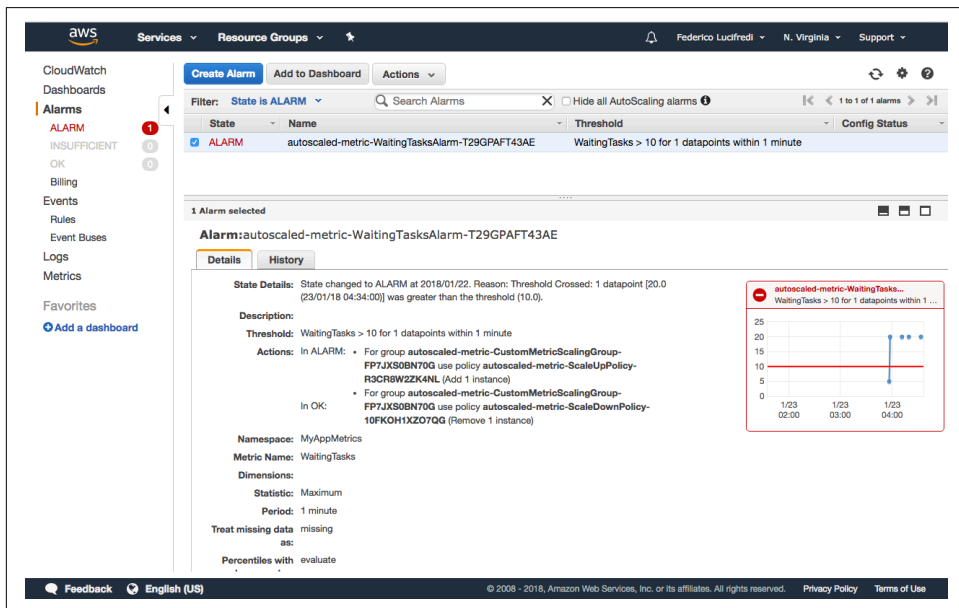 aws Services Resource Groups Federico Lucifredi N. Virginia Support
CloudWatch
Dashboards
Alarms
ALARM 1
INSUFFICIENT 0
OK 0
Billing
Events
Rules
Event Buses
Logs
Metrics
Favorites
Add a dashboard
Create Alarm Add to Dashboard Actions
Filter: State is ALARM Search Alarms Hide all AutoScaling alarms 1 to 1 of 1 alarms
State Name Threshold Config Status
ALARM autoscaled-metric-WaitingTasksAlarm-T29GPAFT43AE WaitingTasks > 10 for 1 datapoints within 1 minute
1 Alarm selected
Alarm:autoscaled-metric-WaitingTasksAlarm-T29GPAFT43AE
Details History
State Details: State changed to ALARM at 2018/01/22. Reason: Threshold Crossed: 1 datapoint [20.0
(23/01/18 04:34:00)] was greater than the threshold (10.0).
Description:
Threshold: WaitingTasks > 10 for 1 datapoints within 1 minute
Actions: In ALARM: • For group autoscaled-metric-CustomMetricScalingGroup-
FP7JXS0BN70G use policy autoscaled-metric-ScaleUpPolicy-
R3CR8W2ZK4NL (Add 1 instance)
• For group autoscaled-metric-CustomMetricScalingGroup-
In OK: FP7JXS0BN70G use policy autoscaled-metric-ScaleDownPolicy-
10FKOH1XZO7QG (Remove 1 instance)
Namespace: MyAppMetrics
Metric Name: WaitingTasks
Dimensions:
Statistic: Maximum
Period: 1 minute
Treat missing data missing
as:
Percentiles with evaluate
autoscaled-metric-WaitingTasks...
WaitingTasks > 10 for 1 datapoints within 1 ...
25
20
15
10
5
0
1/23 1/23 1/23
02:00 03:00 04:00
Feedback English (US) © 2008 - 2018, Amazon Web Services, Inc. or its affiliates. All rights reserved. Privacy Policy Terms of Use